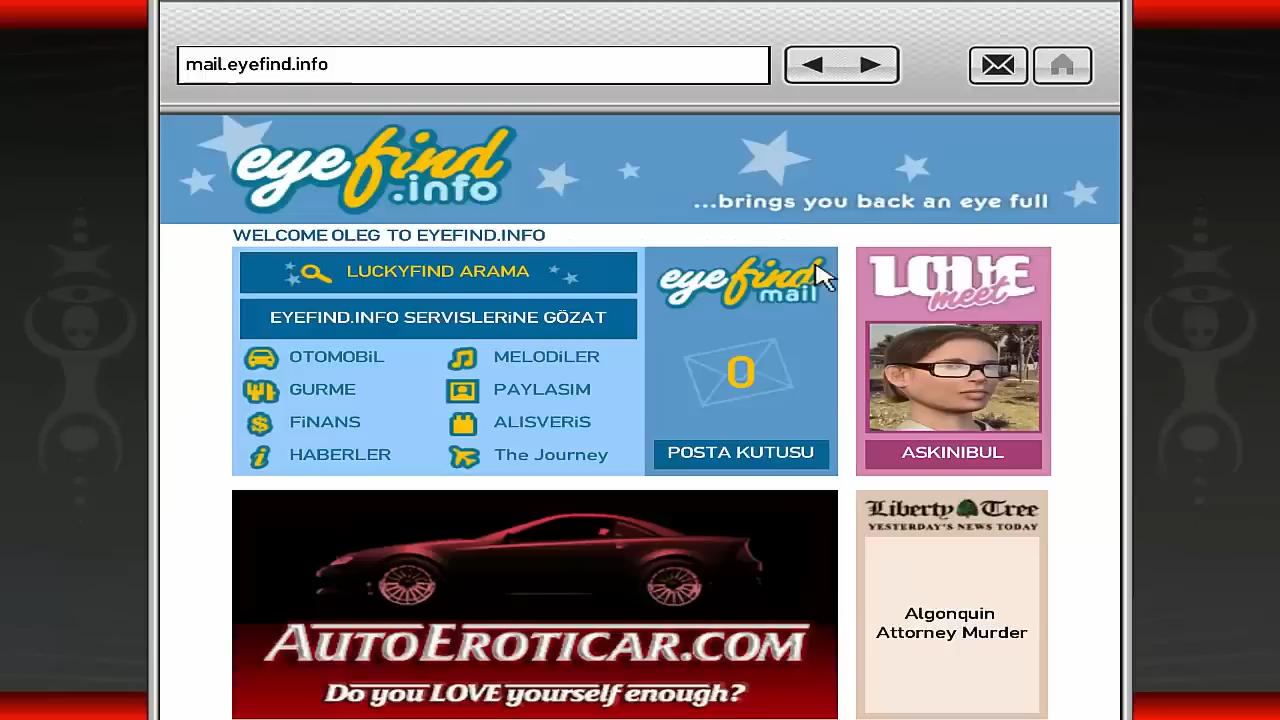 mail.eyefind.info
eyefind
.info
...brings you back an eye full
WELCOME OLEG TO EYEFIND.INFO
LUCKYFIND ARAMA
EYEFIND.INFO SERVISLERiNE GÖZAT
OTOMOBiL
MELODiLER
GURME
PAYLASIM
FiNANS
ALISVERiS
HABERLER
The Journey
eyefind
mail
0
POSTA KUTUSU
LOVE
meet
ASKINIBUL
AUTOEROTICAR.COM
Do you LOVE yourself enough?
Liberty Tree
YESTERDAY'S NEWS TODAY
Algonquin
Attorney Murder